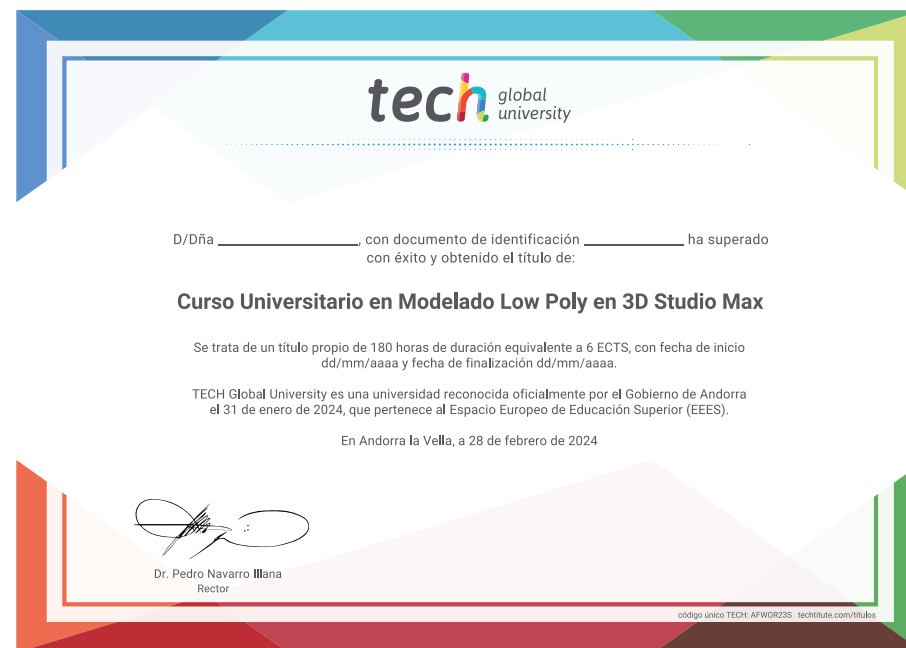 tech global university
D/Dña ______________, con documento de identificación __________ ha superado
con éxito y obtenido el título de:
Curso Universitario en Modelado Low Poly en 3D Studio Max
Se trata de un título propio de 180 horas de duración equivalente a 6 ECTS, con fecha de inicio
dd/mm/aaaa y fecha de finalización dd/mm/aaaa.
TECH Global University es una universidad reconocida oficialmente por el Gobierno de Andorra
el 31 de enero de 2024, que pertenece al Espacio Europeo de Educación Superior (EEES).
En Andorra la Vella, a 28 de febrero de 2024
Dr. Pedro Navarro Illana
Rector
código único TECH: AFWOR23S techtitute.com/titulos